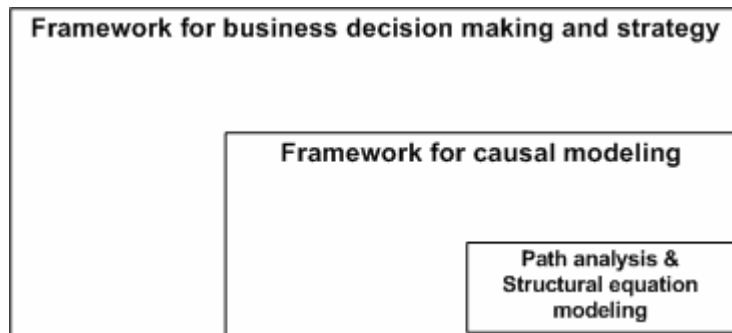 Framework for business decision making and strategy
Framework for causal modeling
Path analysis &
Structural equation
modeling